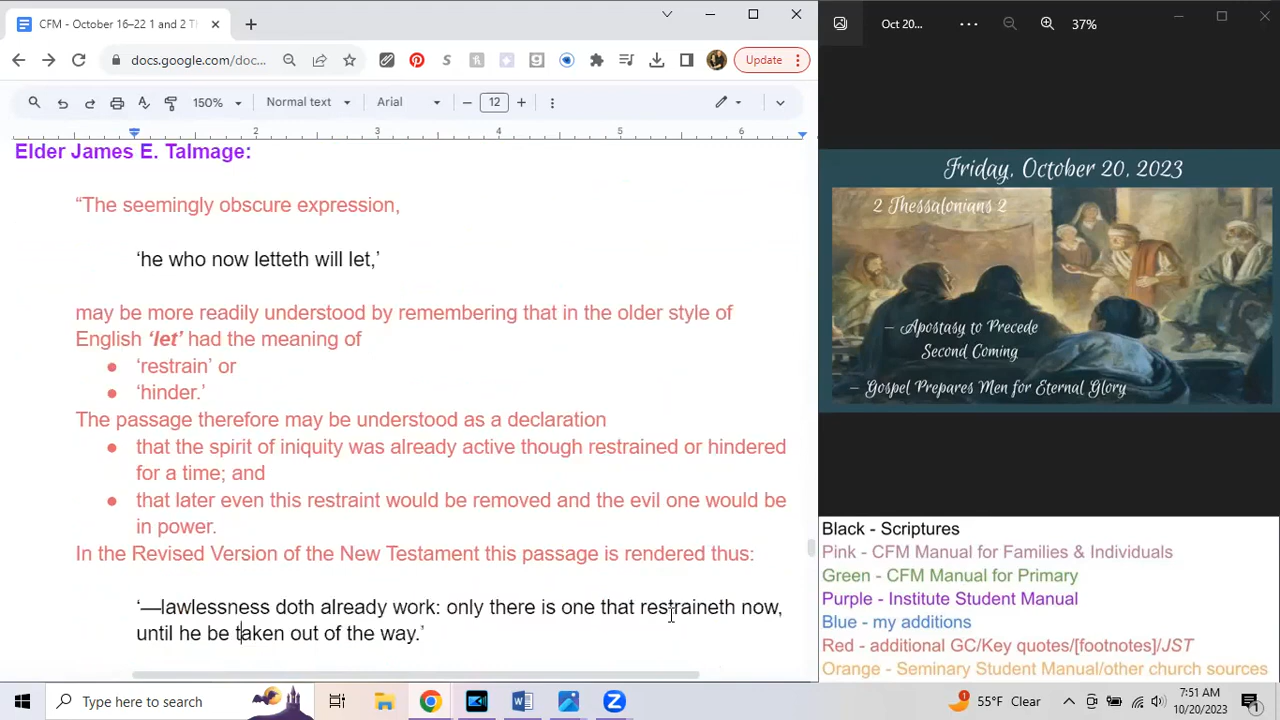 CFM - October 16–22 1 and 2 Th
docs.google.com/doc...
Update
150%
Normal text
Arial
12
2
3
4
5
6
Elder James E. Talmage:
“The seemingly obscure expression,
‘he who now letteth will let,’
may be more readily understood by remembering that in the older style of
English ‘let’ had the meaning of
● ‘restrain’ or
● ‘hinder.’
The passage therefore may be understood as a declaration
● that the spirit of iniquity was already active though restrained or hindered
for a time; and
● that later even this restraint would be removed and the evil one would be
in power.
In the Revised Version of the New Testament this passage is rendered thus:
‘—lawlessness doth already work: only there is one that restraineth now,
until he be taken out of the way.’
Oct 20...
37%
Friday, October 20, 2023
2 Thessalonians 2
– Apostasy to Precede
Second Coming
– Gospel Prepares Men for Eternal Glory
Black - Scriptures
Pink - CFM Manual for Families & Individuals
Green - CFM Manual for Primary
Purple - Institute Student Manual
Blue - my additions
Red - additional GC/Key quotes/[footnotes]/JST
Orange - Seminary Student Manual/other church sources
Type here to search
55°F Clear
7:51 AM
10/20/2023